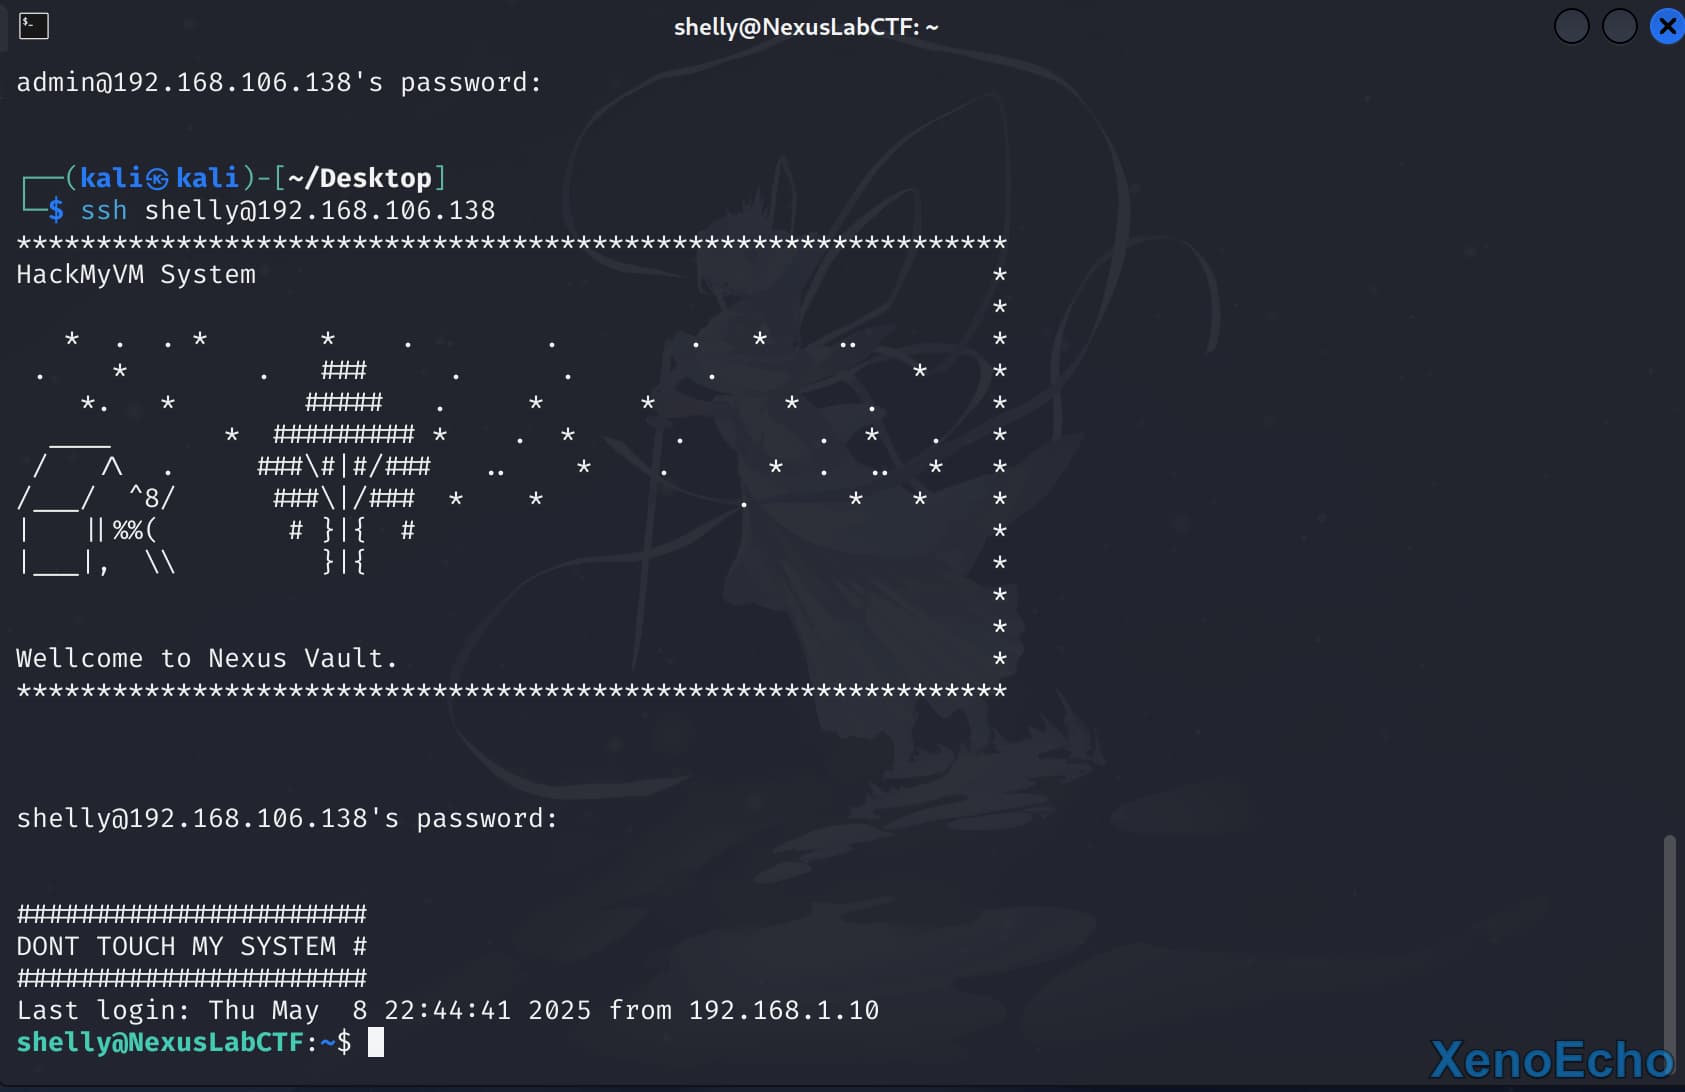 shelly@NexusLabCTF: ~
admin@192.168.106.138's password:
┌──(kali㉿kali)-[~/Desktop]
└─$ ssh shelly@192.168.106.138
**************************************************************
HackMyVM System                                              *
                                                             *
   *  .  . *       *    .        .        .   *     ..         *
 .     *         .   ###     .      .        .            *    *
    *.   *        #####   .     *      *        *    .       *
  ____       *  ######### *    .  *      .        .  *   .   *
 /   /\  .     ###\#|#/###   ..    *    .      *  .  ..  *   *
/___/  ^8/      ###\|/###  *    *            .      *   *    *
|   ||%%(        # }|{  #                                    *
|___|,  \\         }|{                                       *
                                                             *
                                                             *
Wellcome to Nexus Vault.                                     *
**************************************************************
shelly@192.168.106.138's password:
######################
DONT TOUCH MY SYSTEM #
######################
Last login: Thu May  8 22:44:41 2025 from 192.168.1.10
shelly@NexusLabCTF:~$
XenoEcho